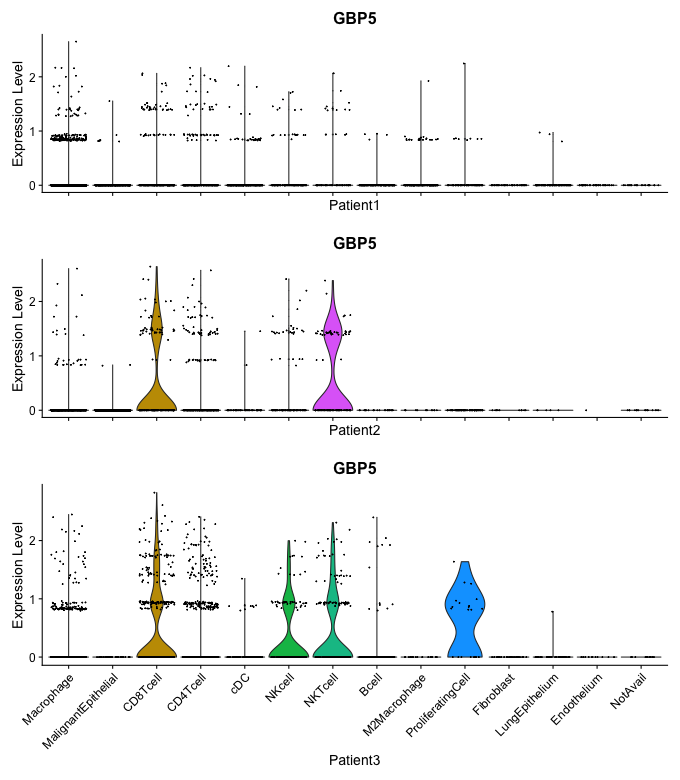 GBP5
Expression Level
2
1
0
Patient1
GBP5
Expression Level
2
1
0
Patient2
GBP5
Expression Level
2
1
0
Macrophage
MalignantEpithelial
CD8Tcell
CD4Tcell
cDC
NKcell
NKTcell
Bcell
M2Macrophage
ProliferatingCell
Fibroblast
LungEpithelium
Endothelium
NotAvail
Patient3